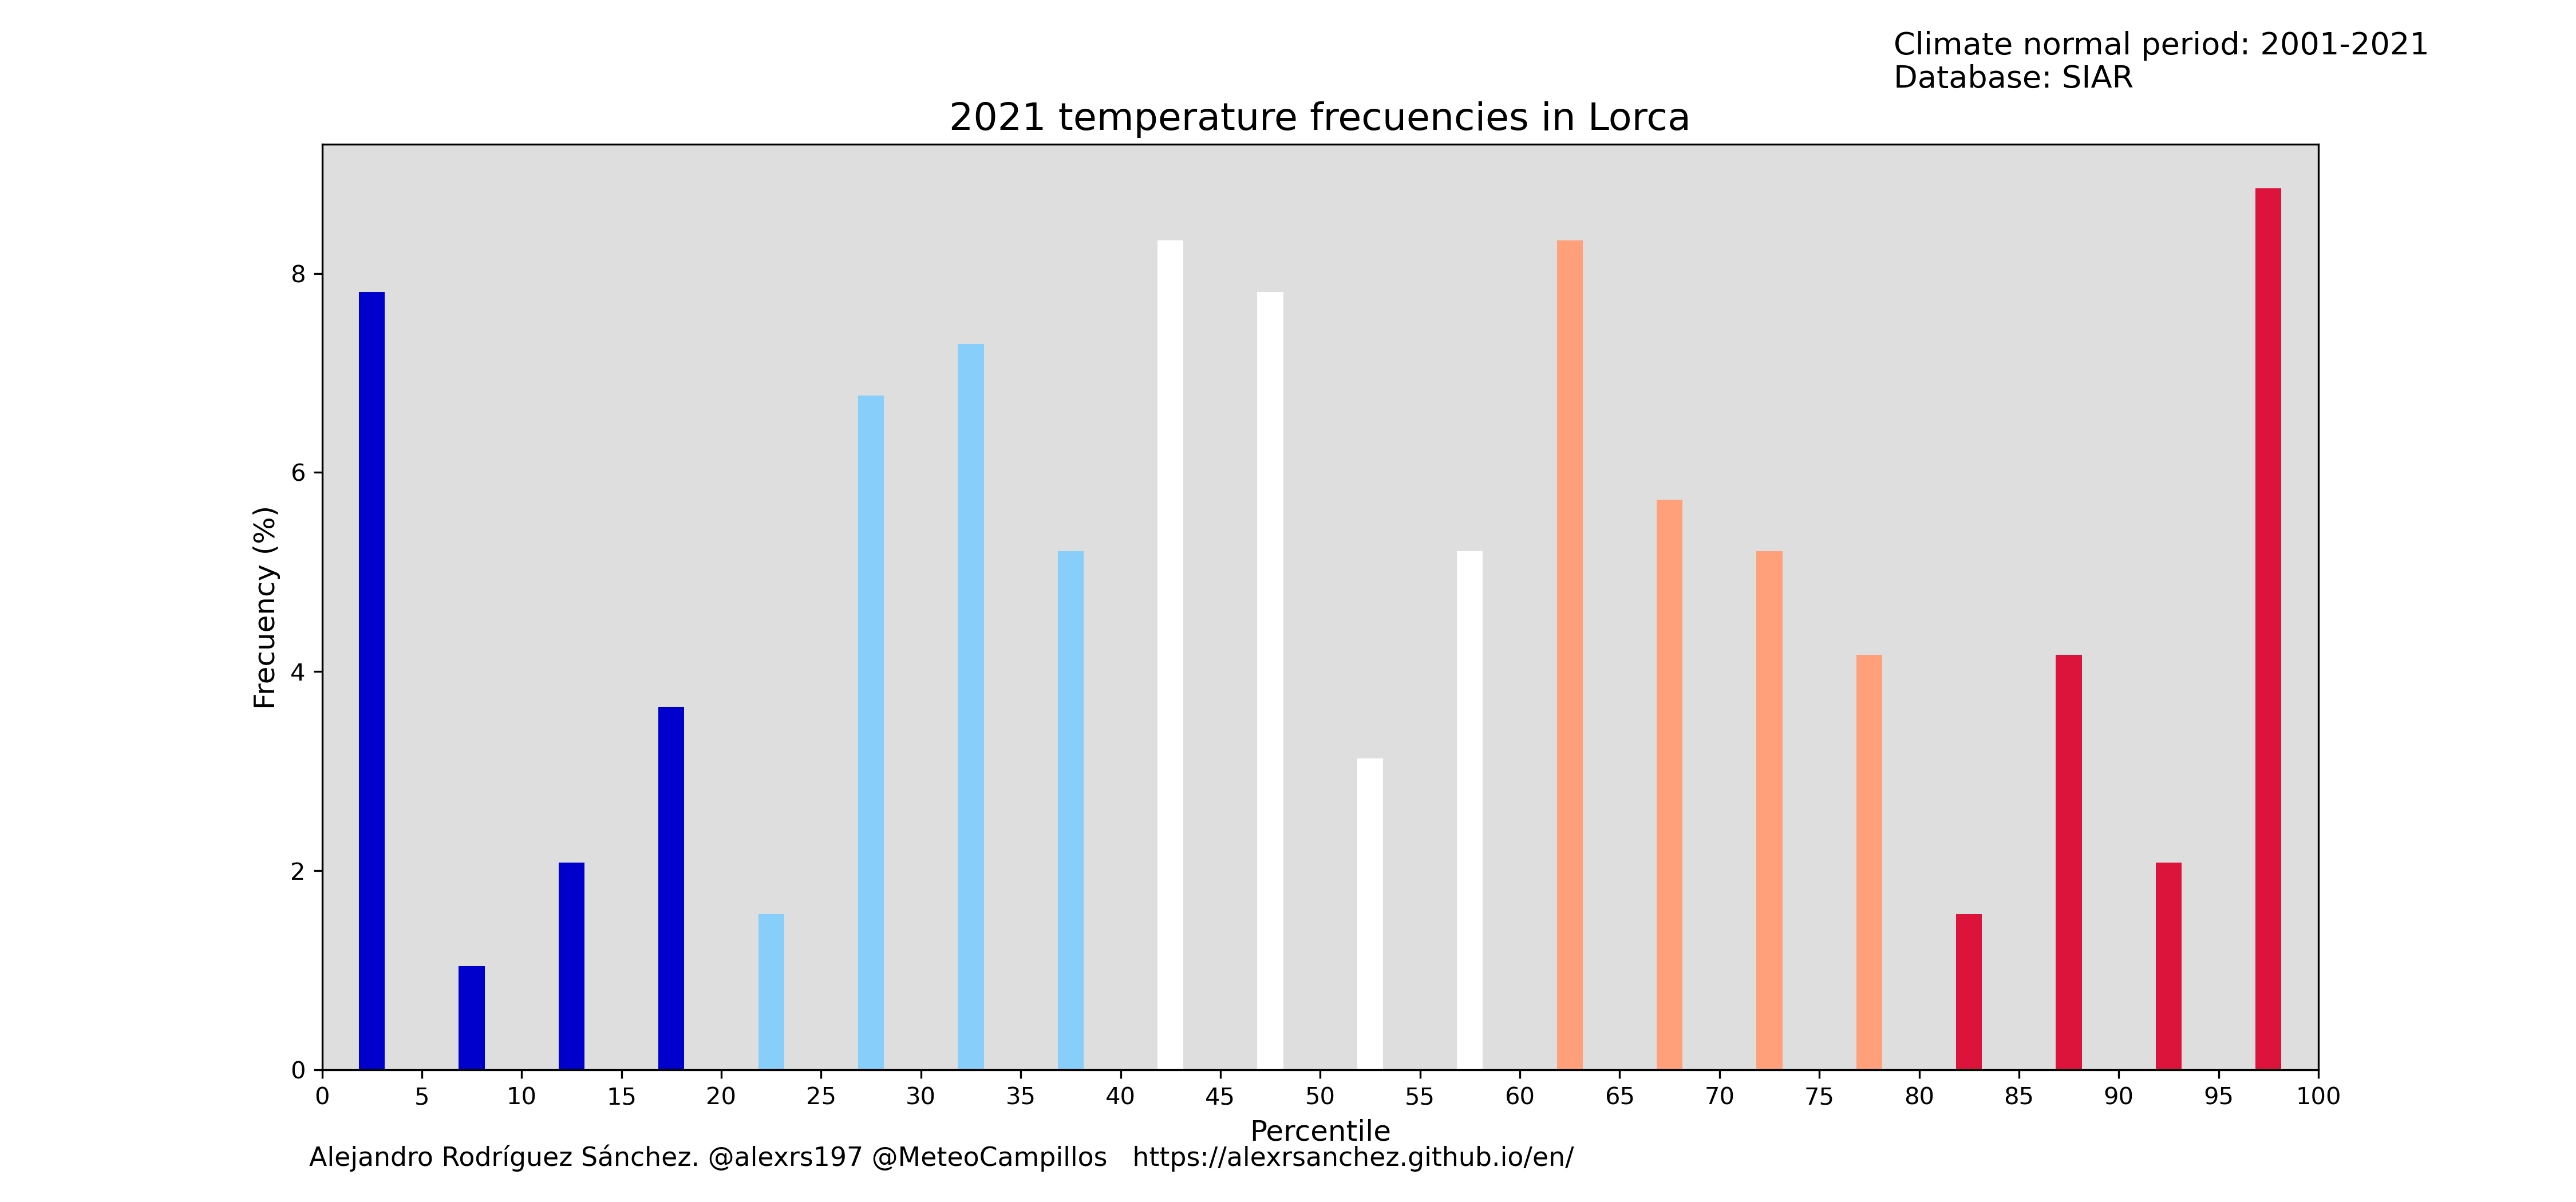 Climate normal period: 2001-2021
Database: SIAR
2021 temperature frecuencies in Lorca
Frecuency (%)
8
6
4
2
0
0 5 10 15 20 25 30 35 40 45 50 55 60 65 70 75 80 85 90 95 100
Percentile
Alejandro Rodríguez Sánchez. @alexrs197 @MeteoCampillos https://alexrsanchez.github.io/en/